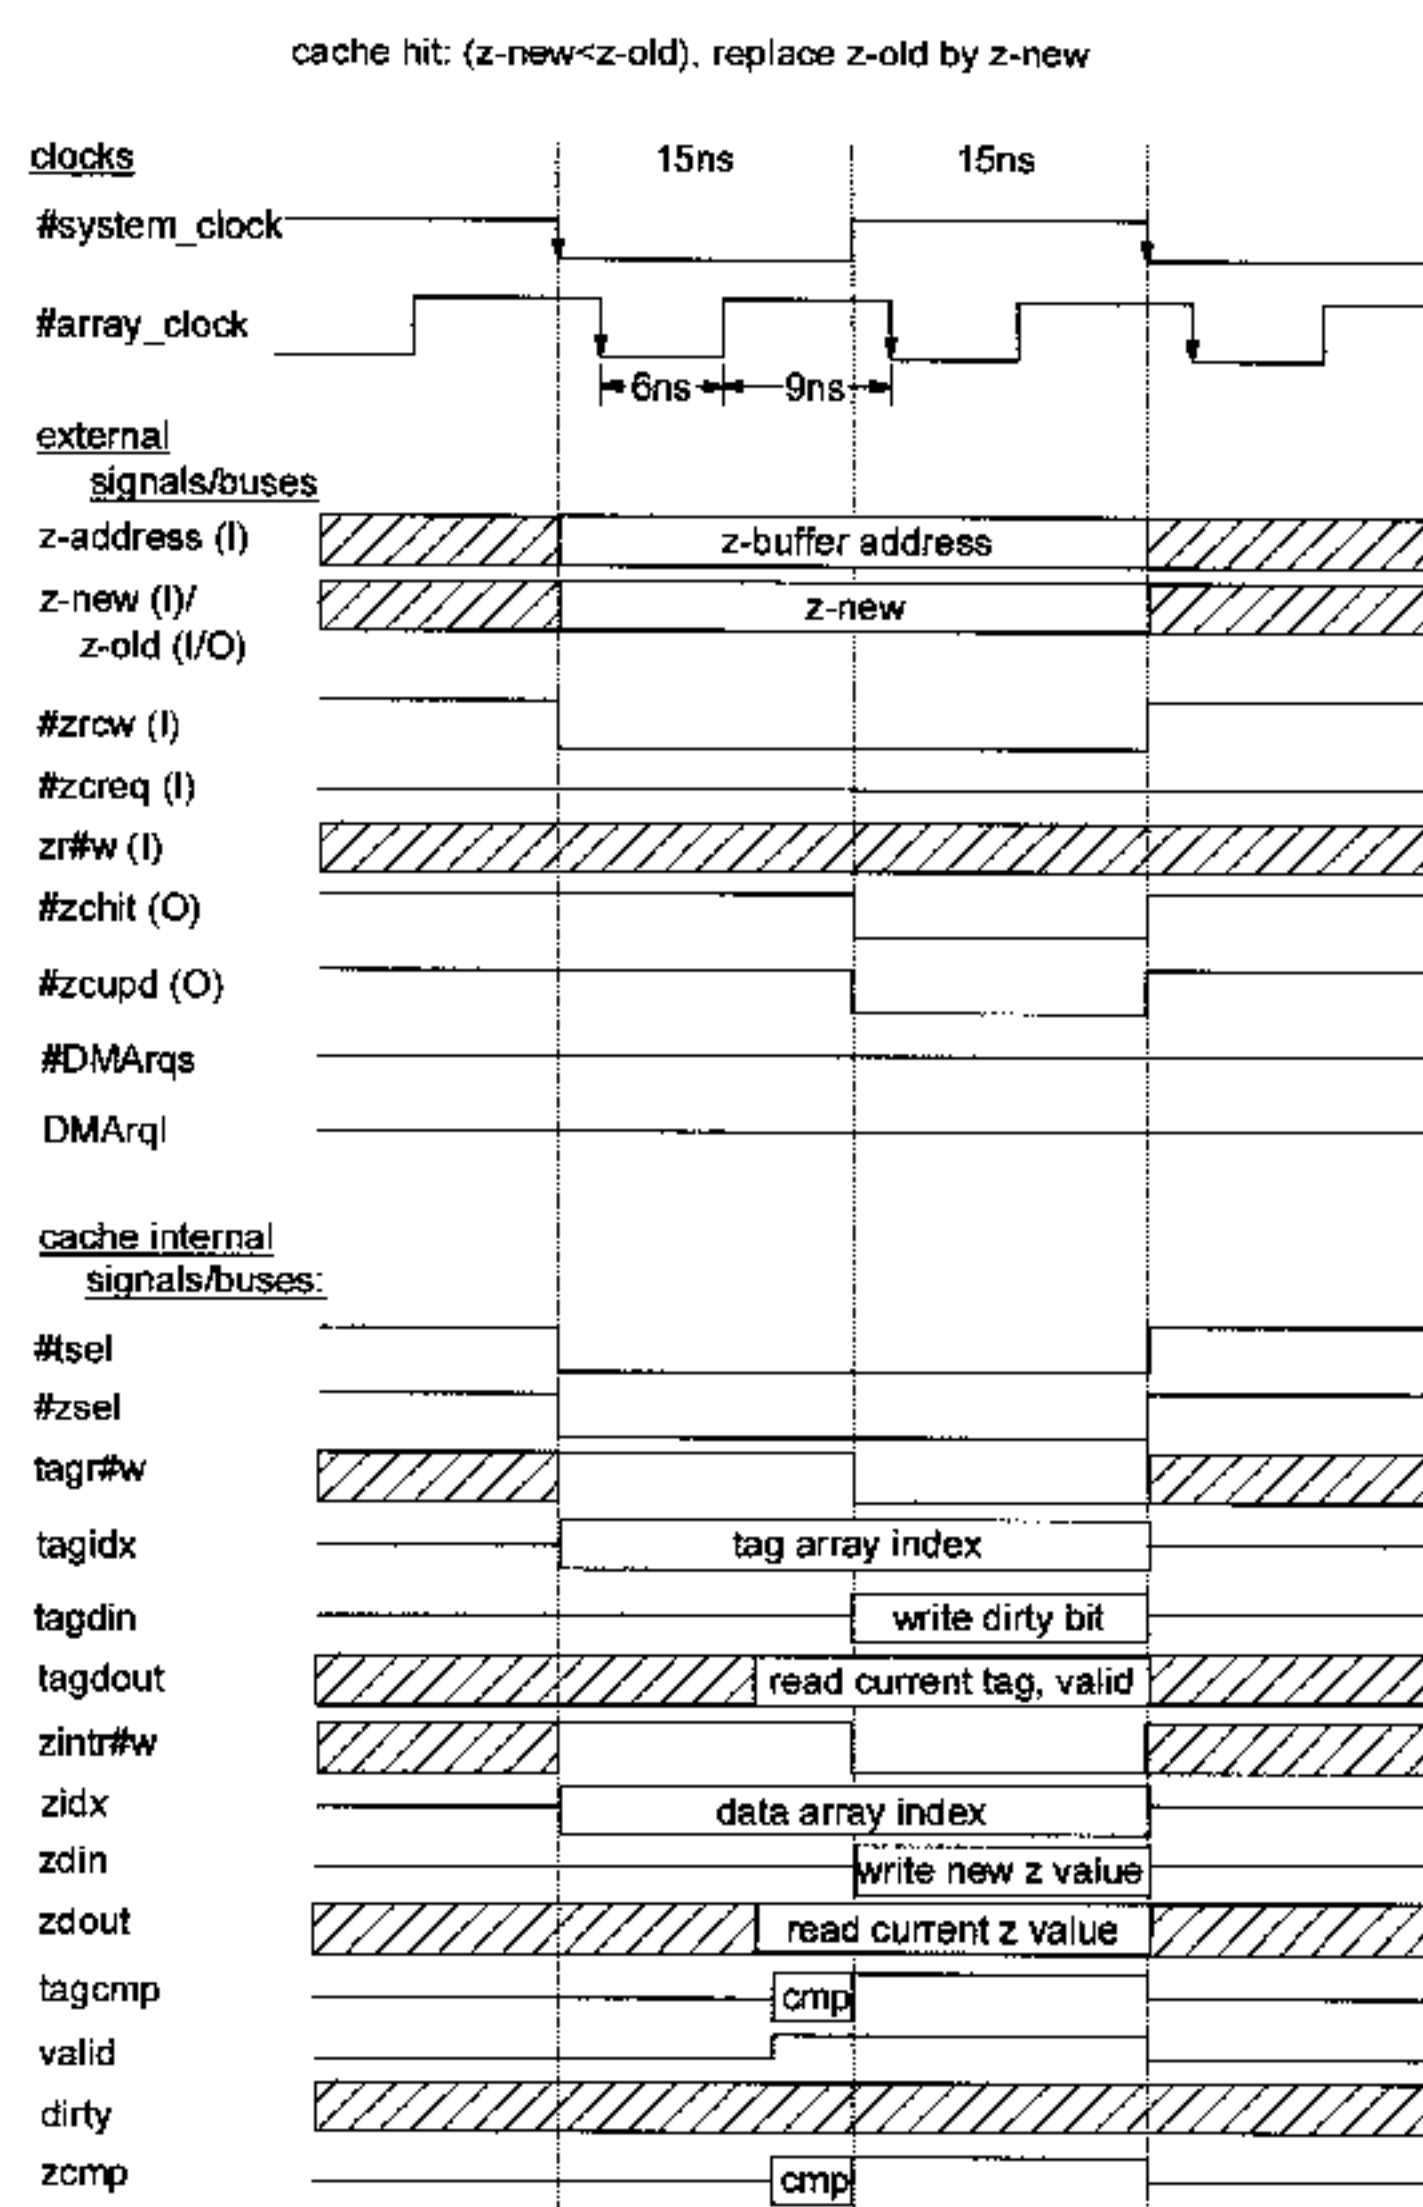 cache hit: (z-new<z-old), replace z-old by z-new
clocks
15ns 15ns
#system_clock
#array_clock
6ns 9ns
external
signals/buses
z-address (I) z-buffer address
z-new (I)/ z-new
z-old (I/O)
#zrcw (I)
#zcreq (I)
zr#w (I)
#zchit (O)
#zcupd (O)
#DMArqs
DMArql
cache internal
signals/buses:
#tsel
#zsel
tagr#w
tagidx tag array index
tagdin write dirty bit
tagdout read current tag, valid
zintr#w
zidx data array index
zdin write new z value
zdout read current z value
tagcmp cmp
valid
dirty
zcmp cmp